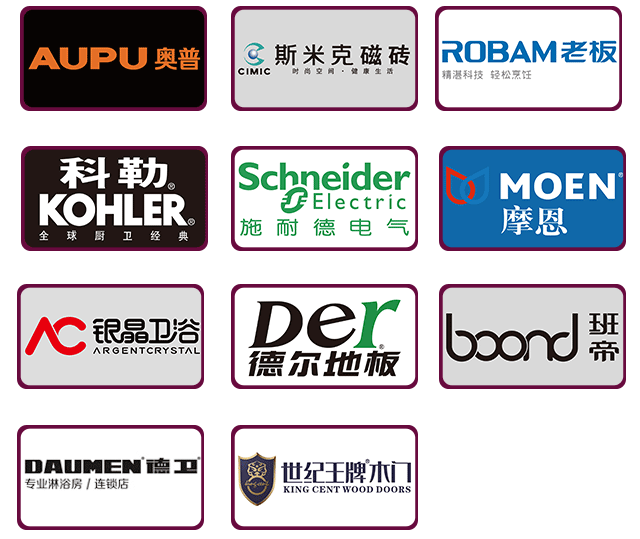 AUPU 奥普
斯米克磁砖
CIMIC
时尚空间·健康生活
ROBAM 老板
精湛科技 轻松烹饪
科勒®
KOHLER®
全球厨卫经典
Schneider
Electric
施耐德电气
MOEN®
摩恩
AC 银晶卫浴
ARGENTCRYSTAL
Der®
德尔地板
boond 班帝
DAUMEN® 德卫®
专业淋浴房 / 连锁店
世纪王牌®木门
KING CENT WOOD DOORS